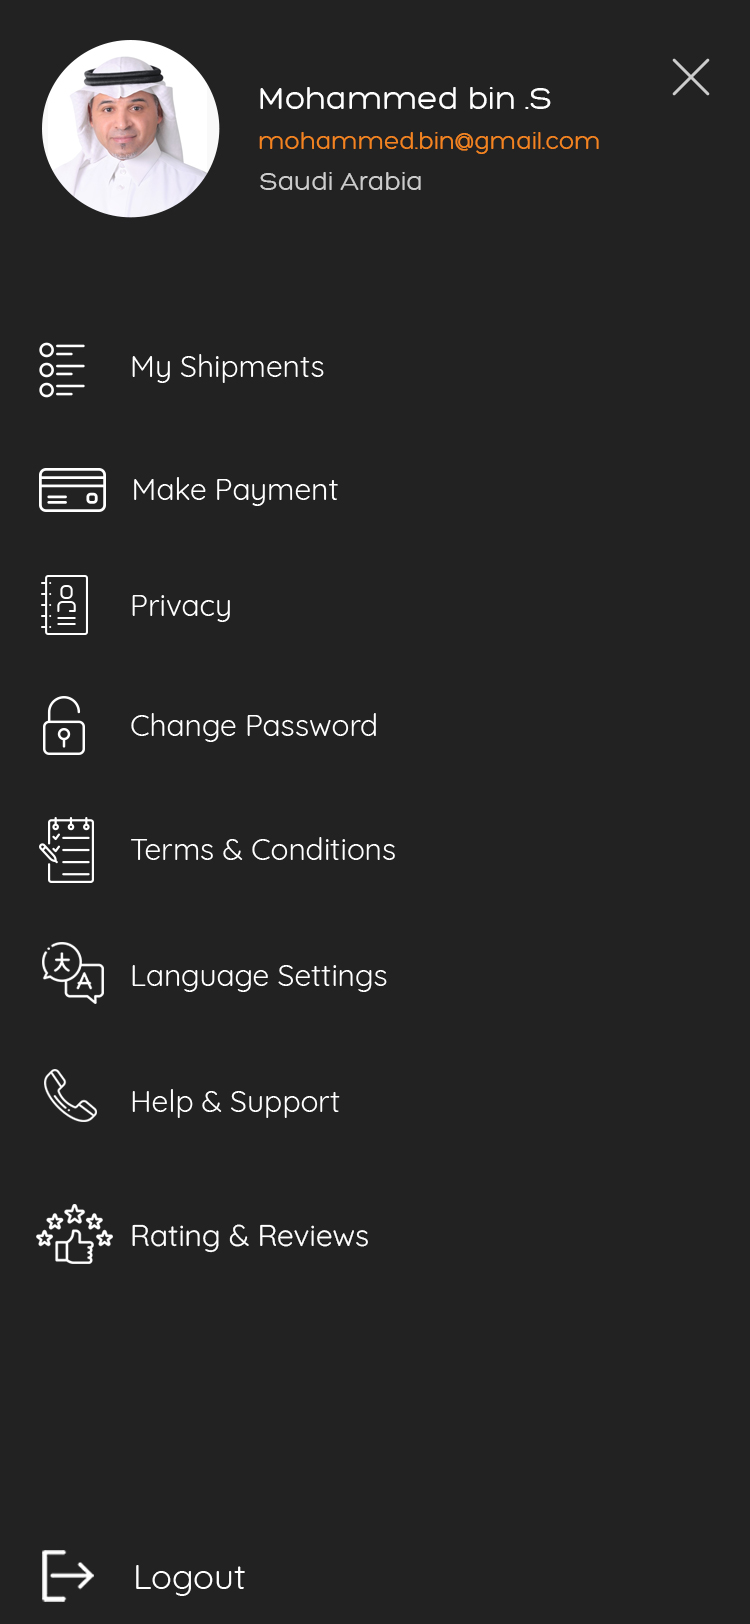 Mohammed bin .S
mohammed.bin@gmail.com
Saudi Arabia
My Shipments
Make Payment
Privacy
Change Password
Terms & Conditions
大
A
Language Settings
Help & Support
Rating & Reviews
Logout